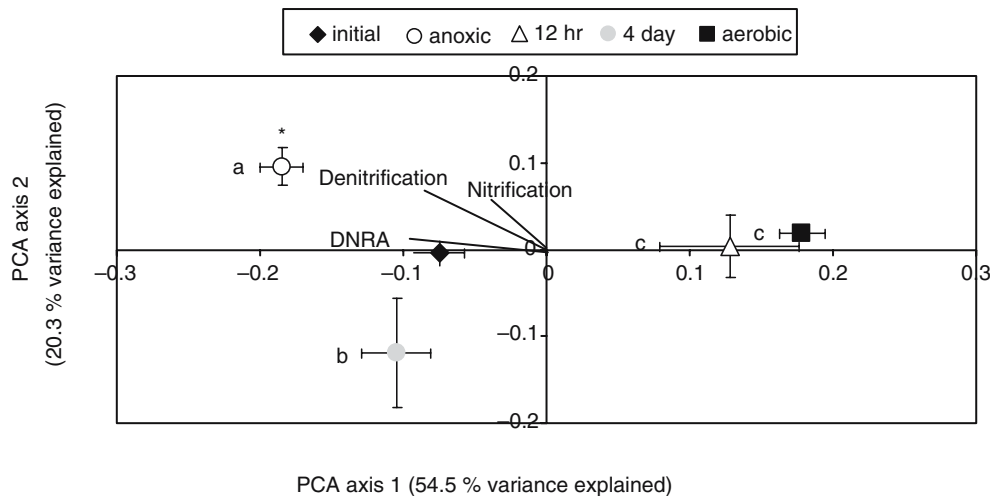 initial anoxic 12 hr 4 day aerobic
0.2
*
a
0.1
Denitrification
Nitrification
DNRA
0
c
c
−0.3 −0.2 −0.1 0 0.1 0.2 0.3
−0.1
b
−0.2
PCA axis 2
(20.3 % variance explained)
PCA axis 1 (54.5 % variance explained)